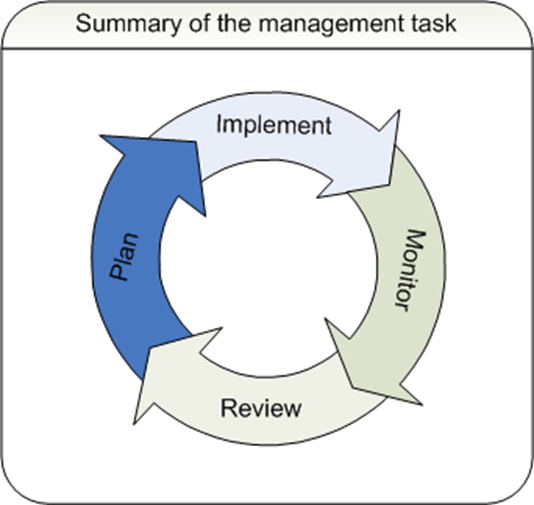 Summary of the management task
Implement
Plan
Monitor
Review